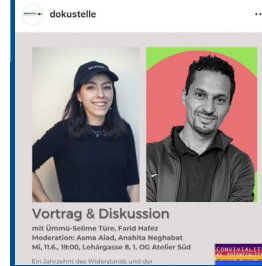 dokustelle
Vortrag & Diskussion
mit Ümmü-Selime Türe, Farid Hafez
Moderation: Asma Aiad, Anahita Neghabat
Mi, 11.6., 19:00, Lehárgasse 8, 1. OG Atelier Süd
Ein Jahrzehnt des Widerstands und der
CONVIVIALITY